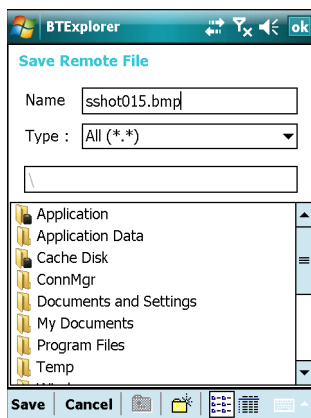 BTExplorer ok
Save Remote File
Name sshot015.bmp
Type : All (*.*)
\
Application
Application Data
Cache Disk
ConnMgr
Documents and Settings
My Documents
Program Files
Temp
Save Cancel